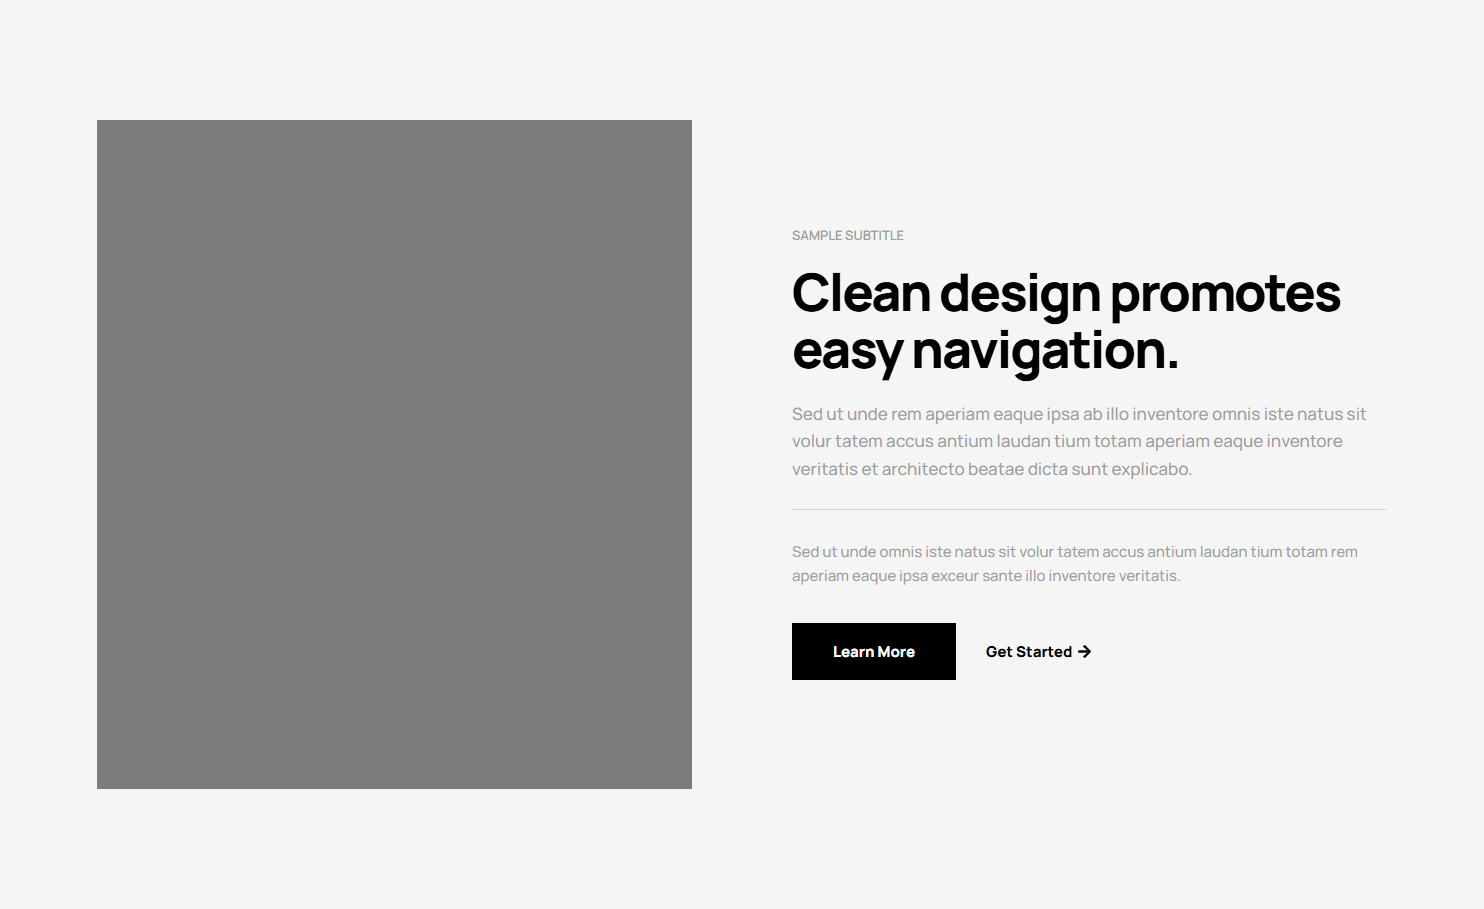 SAMPLE SUBTITLE
Clean design promotes
easy navigation.
Sed ut unde rem aperiam eaque ipsa ab illo inventore omnis iste natus sit
volur tatem accus antium laudan tium totam aperiam eaque inventore
veritatis et architecto beatae dicta sunt explicabo.
Sed ut unde omnis iste natus sit volur tatem accus antium laudan tium totam rem
aperiam eaque ipsa exceur sante illo inventore veritatis.
Learn More
Get Started →